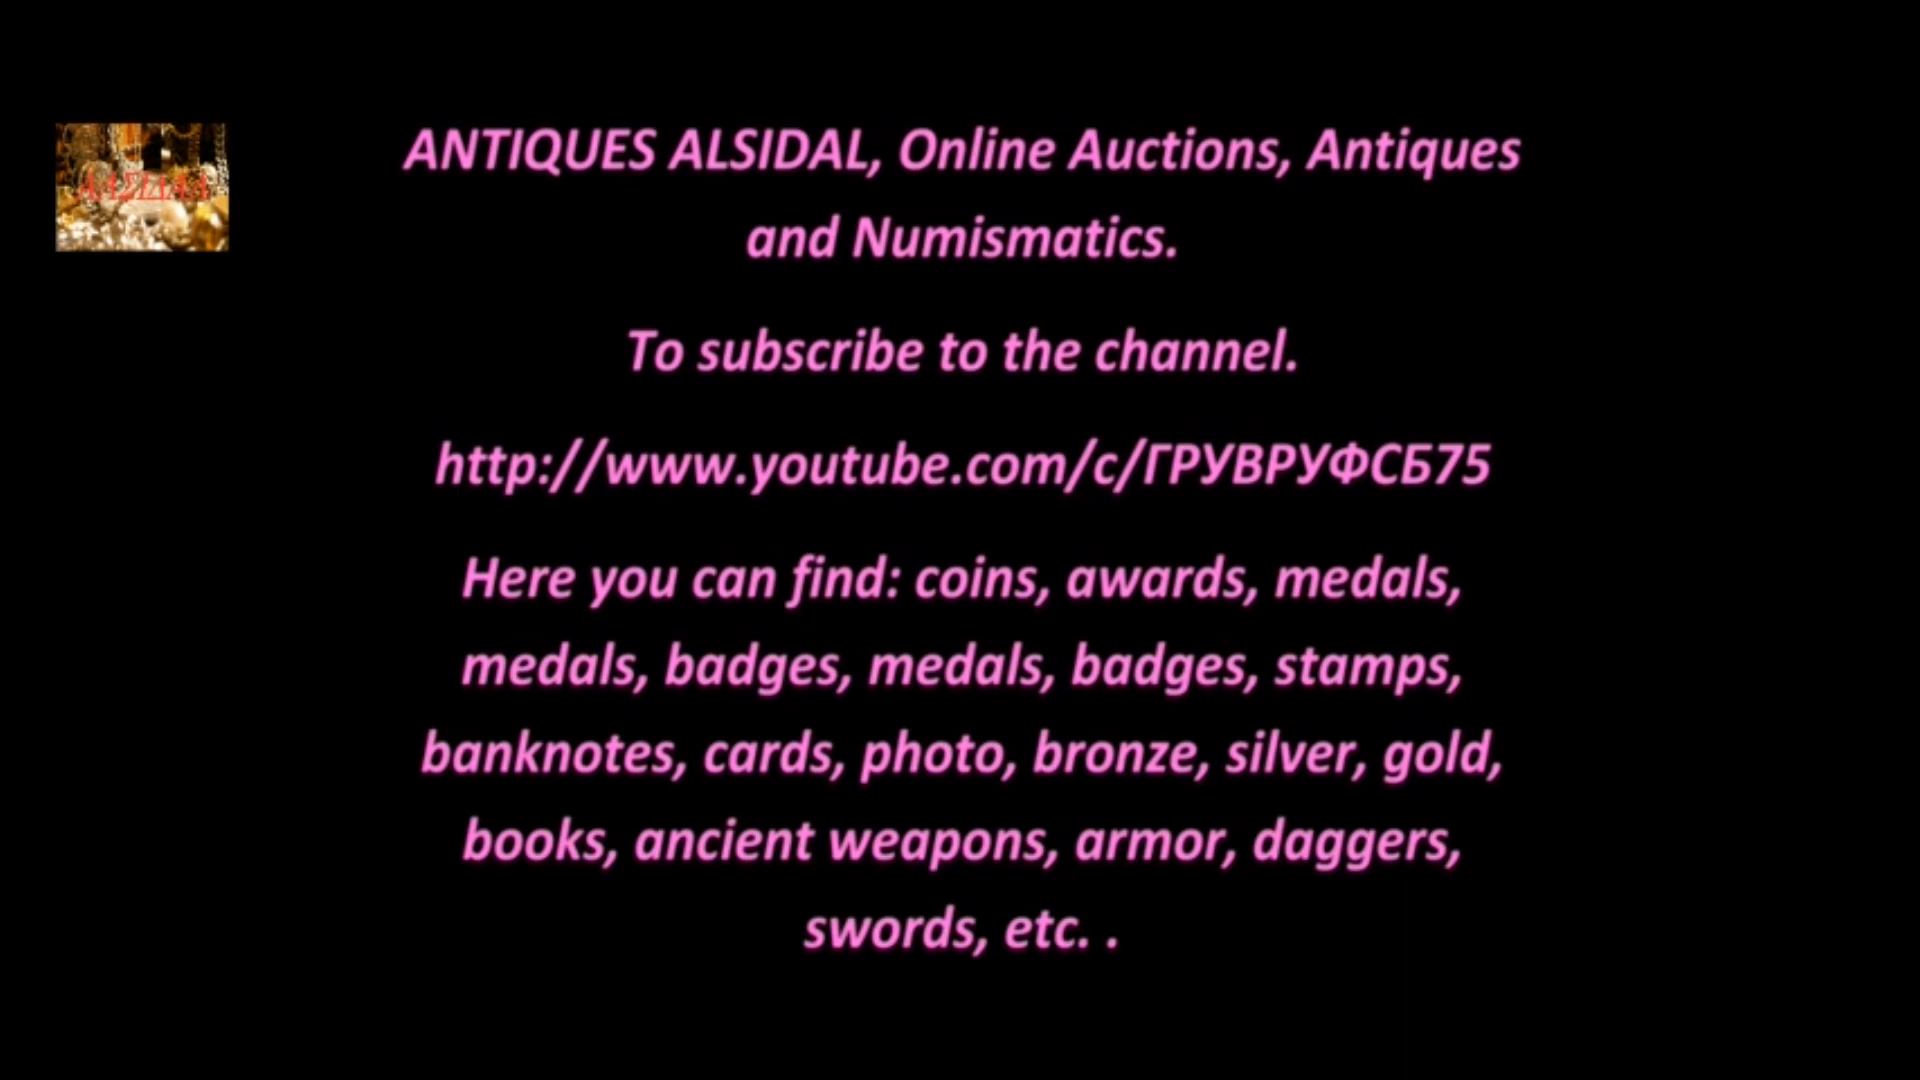 ANTIQUES ALSIDAL, Online Auctions, Antiques
and Numismatics.
To subscribe to the channel.
http://www.youtube.com/c/ГРУВРУФСБ75
Here you can find: coins, awards, medals,
medals, badges, medals, badges, stamps,
banknotes, cards, photo, bronze, silver, gold,
books, ancient weapons, armor, daggers,
swords, etc. .